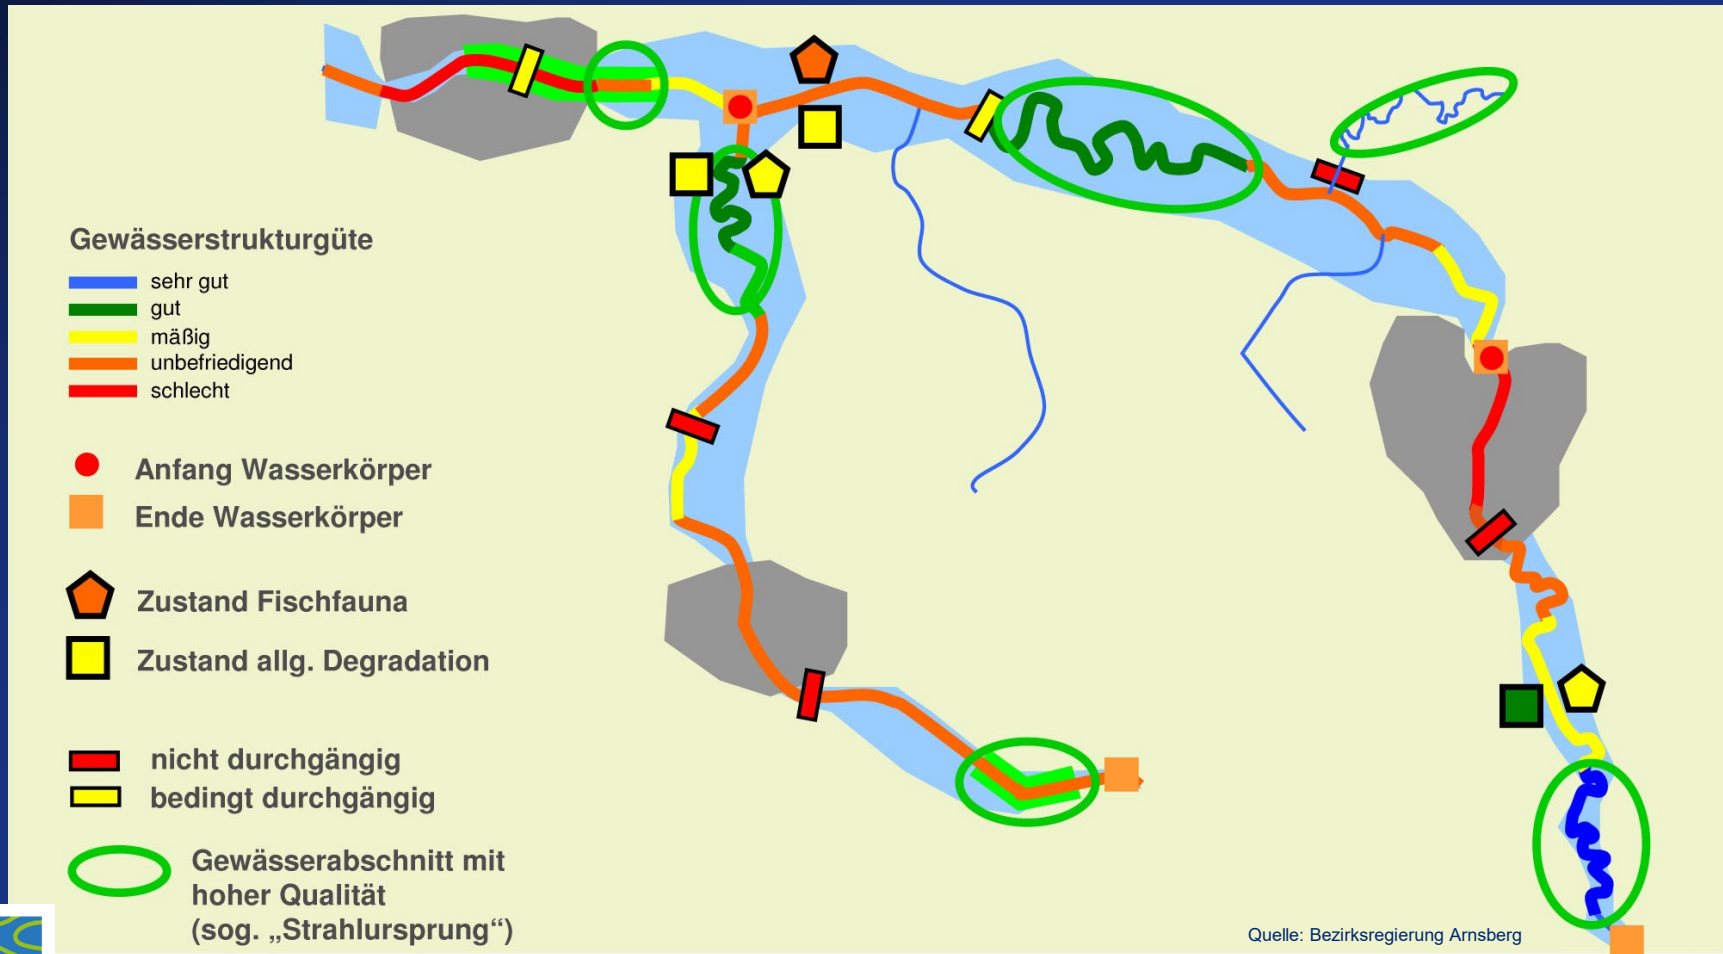 Gewässerstrukturgüte
sehr gut
gut
mäßig
unbefriedigend
schlecht
Anfang Wasserkörper
Ende Wasserkörper
Zustand Fischfauna
Zustand allg. Degradation
nicht durchgängig
bedingt durchgängig
Gewässerabschnitt mit
hoher Qualität
(sog. „Strahlursprung“)
Quelle: Bezirksregierung Arnsberg